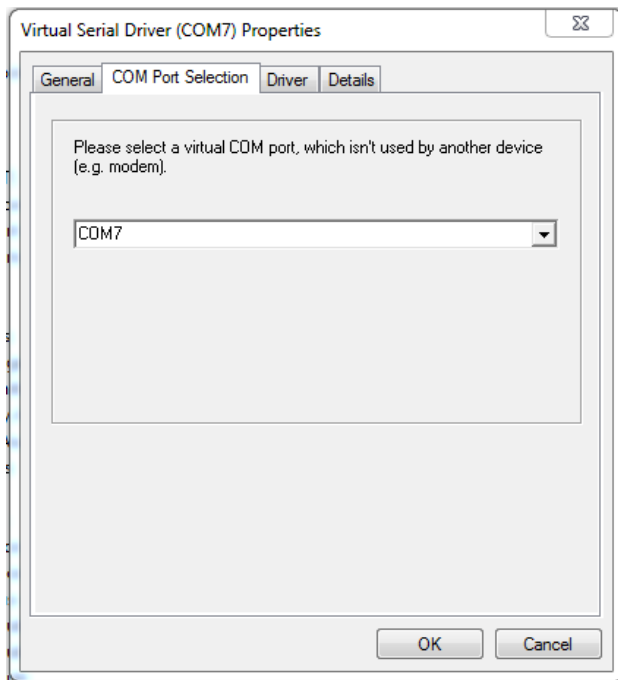 Virtual Serial Driver (COM7) Properties
General COM Port Selection Driver Details
Please select a virtual COM port, which isn't used by another device
(e.g. modem).
COM7
OK Cancel